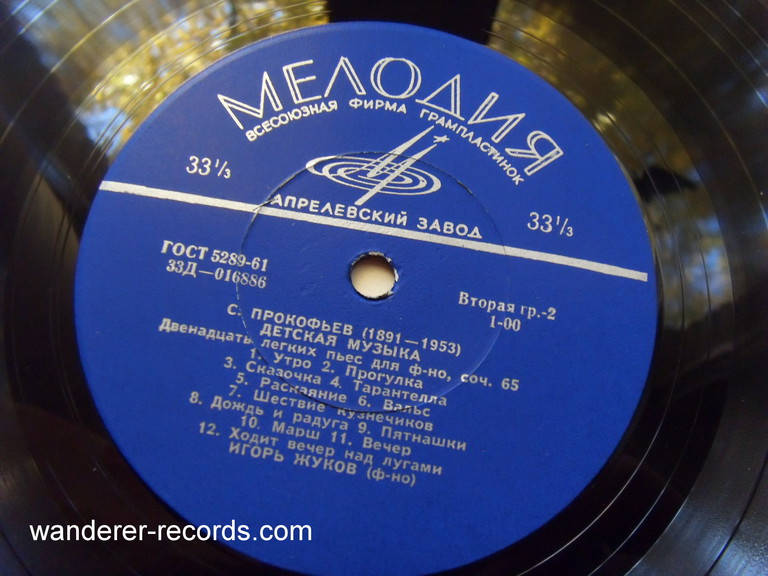 МЕЛОДИЯ
ВСЕСОЮЗНАЯ ФИРМА ГРАМПЛАСТИНОК
33⅓
33⅓
АПРЕЛЕВСКИЙ ЗАВОД
ГОСТ 5289-61
33Д—016886
Вторая гр.-2
1-00
С. ПРОКОФЬЕВ (1891—1953)
ДЕТСКАЯ МУЗЫКА
Двенадцать легких пьес для ф-но, соч. 65
1. Утро 2. Прогулка
3. Сказочка 4. Тарантелла
5. Раскаяние 6. Вальс
7. Шествие кузнечиков
8. Дождь и радуга 9. Пятнашки
10. Марш 11. Вечер
12. Ходит вечер над лугами
ИГОРЬ ЖУКОВ (ф-но)
wanderer-records.com